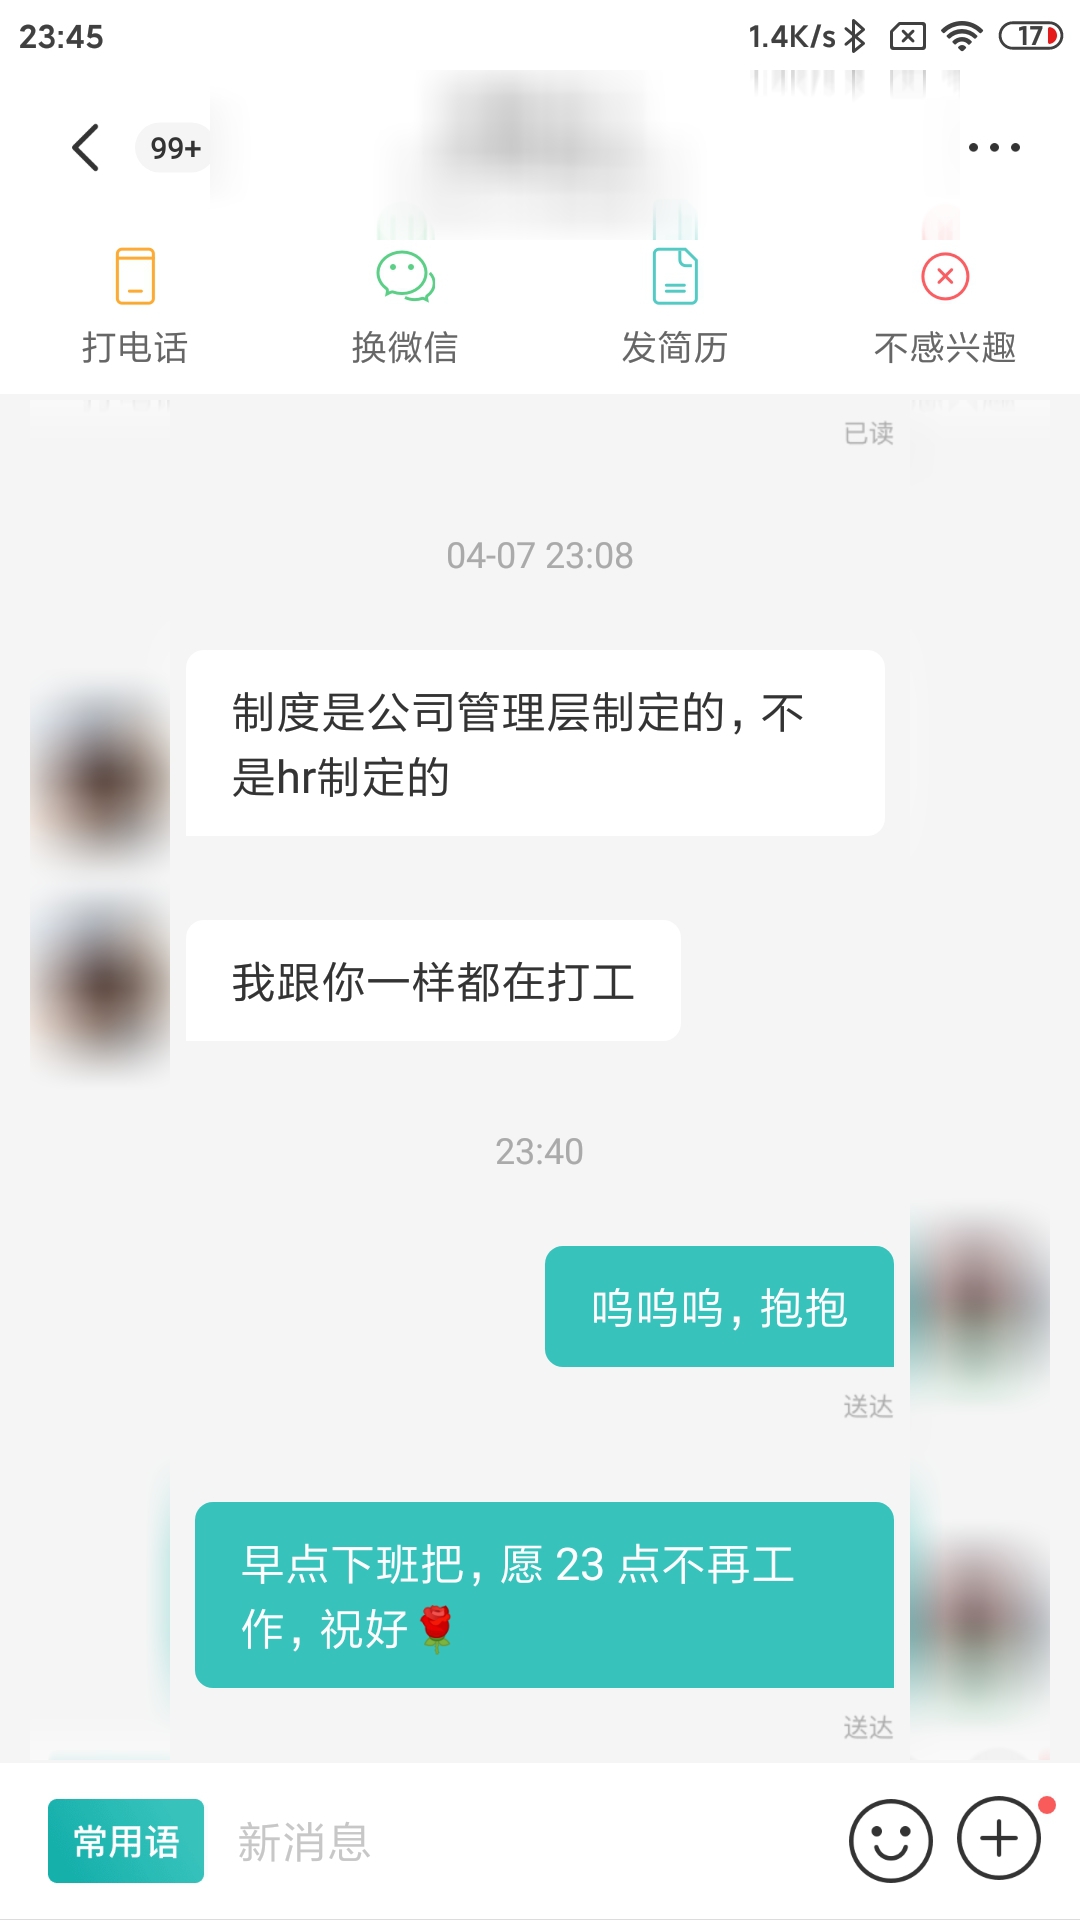 23:45 1.4K/s 17
99+
打电话 换微信 发简历 不感兴趣
已读
04-07 23:08
制度是公司管理层制定的，不
是hr制定的
我跟你一样都在打工
23:40
呜呜呜，抱抱
送达
早点下班把，愿 23 点不再工
作，祝好🌹
送达
常用语 新消息